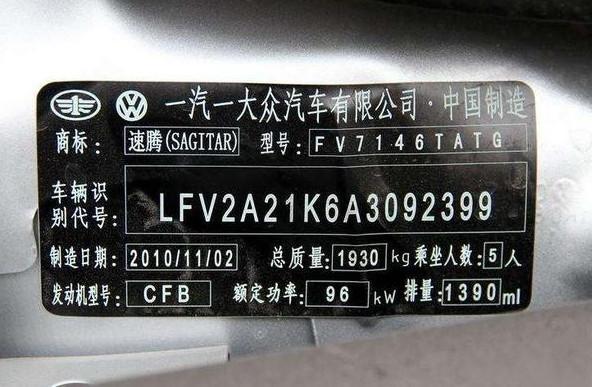 一汽一大众汽车有限公司·中国制造
商标: 速腾(SAGITAR) 型号: FV7146TATG
车辆识别代号: LFV2A21K6A3092399
制造日期: 2010/11/02 总质量: 1930 kg 乘坐人数: 5 人
发动机型号: CFB 额定功率: 96 kW 排量: 1390 ml